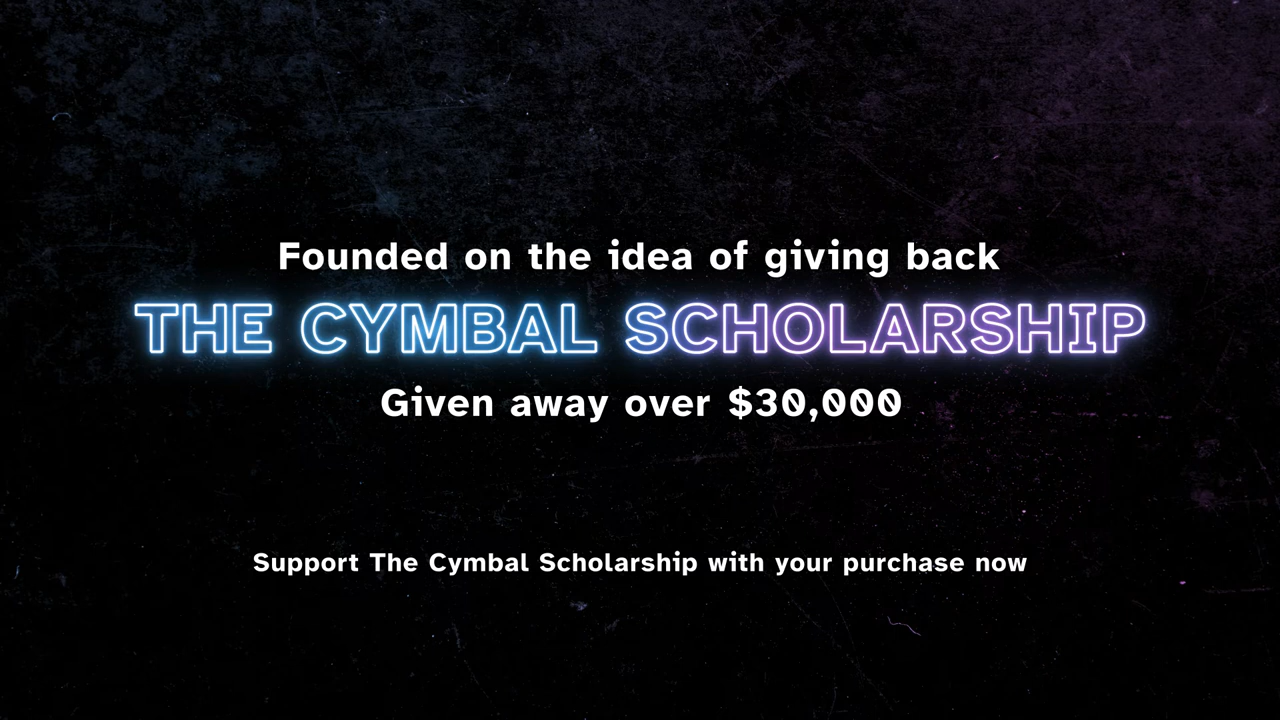 Founded on the idea of giving back
THE CYMBAL SCHOLARSHIP
Given away over $30,000
Support The Cymbal Scholarship with your purchase now